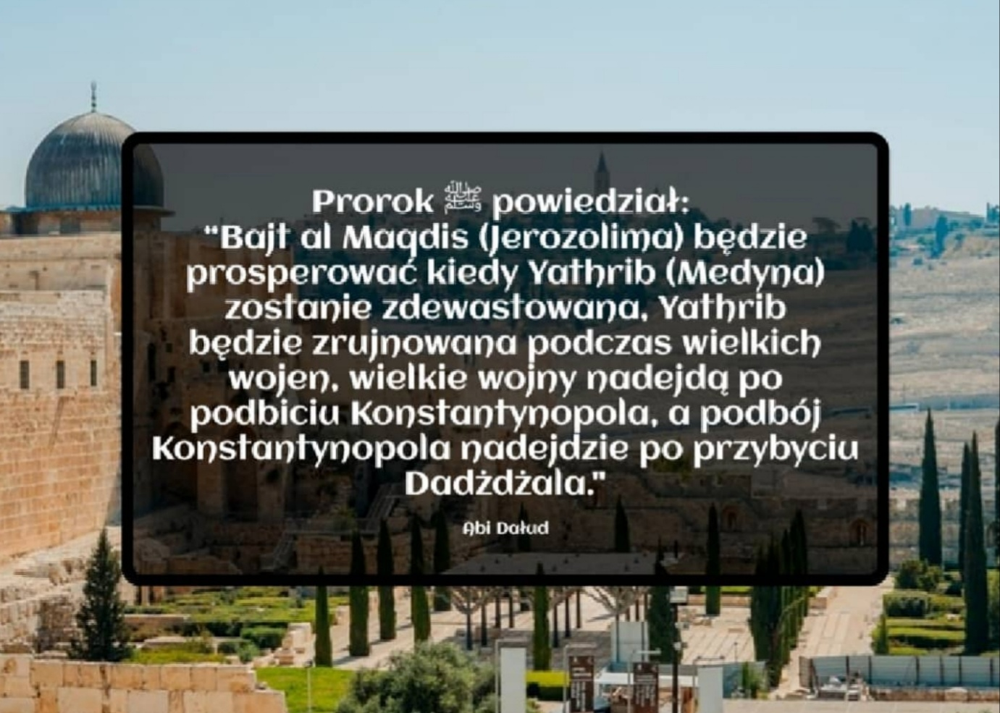 Prorok ﷺ powiedział:
"Bajt al Maqdis (Jerozolima) będzie
prosperować kiedy Yathrib (Medyna)
zostanie zdewastowana, Yathrib
będzie zrujnowana podczas wielkich
wojen, wielkie wojny nadejdą po
podbiciu Konstantynopola, a podbój
Konstantynopola nadejdzie po przybyciu
Dadżdżala."
Abi Dałud